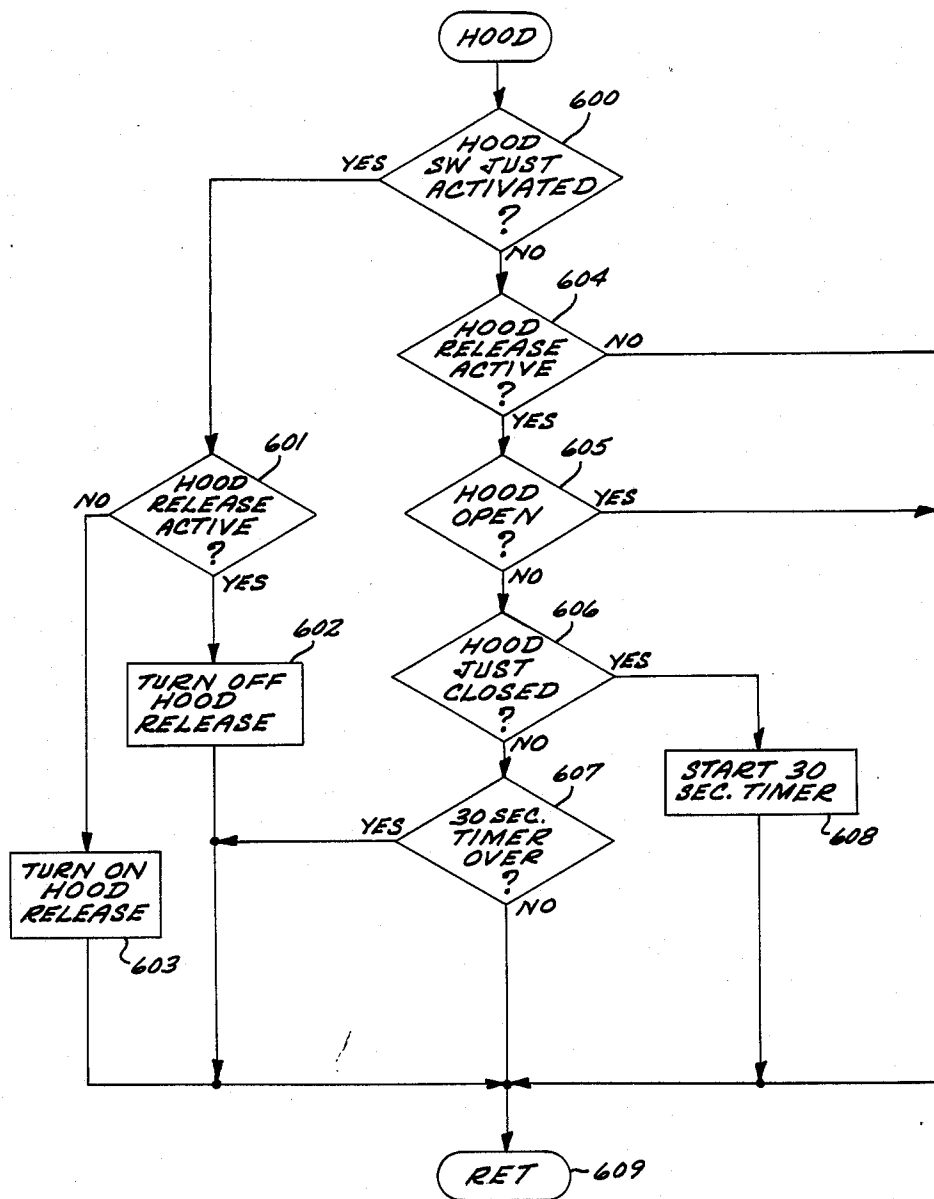 HOOD
600
HOOD
SW JUST
ACTIVATED
?
YES
NO
604
HOOD
RELEASE
ACTIVE
?
NO
YES
601
HOOD
RELEASE
ACTIVE
?
NO
YES
605
HOOD
OPEN
?
YES
NO
602
TURN OFF
HOOD
RELEASE
606
HOOD
JUST
CLOSED
?
YES
NO
607
30 SEC.
TIMER
OVER
?
YES
NO
START 30
SEC. TIMER
608
TURN ON
HOOD
RELEASE
603
RET
609